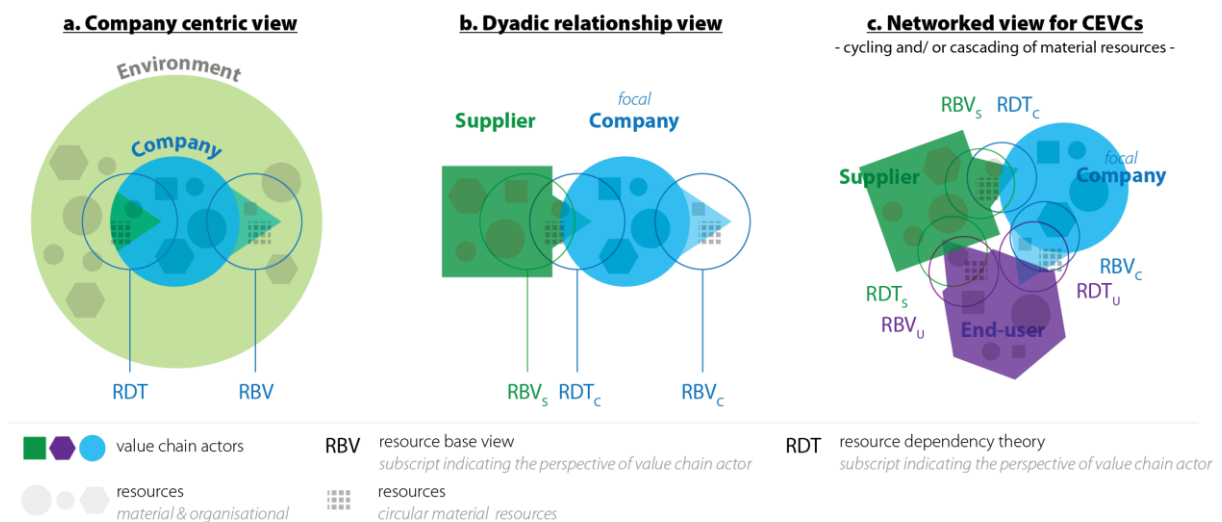 a. Company centric view
Environment
Company
RDT
RBV
b. Dyadic relationship view
Supplier
focal
Company
RBVS
RDTC
RBVC
c. Networked view for CEVCs
- cycling and/ or cascading of material resources -
RBVS
RDTC
Supplier
focal
Company
RBVC
RDTU
RDTS
RBVU
End-user
value chain actors
resources
material & organisational
RBV
resource base view
subscript indicating the perspective of value chain actor
resources
circular material resources
RDT
resource dependency theory
subscript indicating the perspective of value chain actor